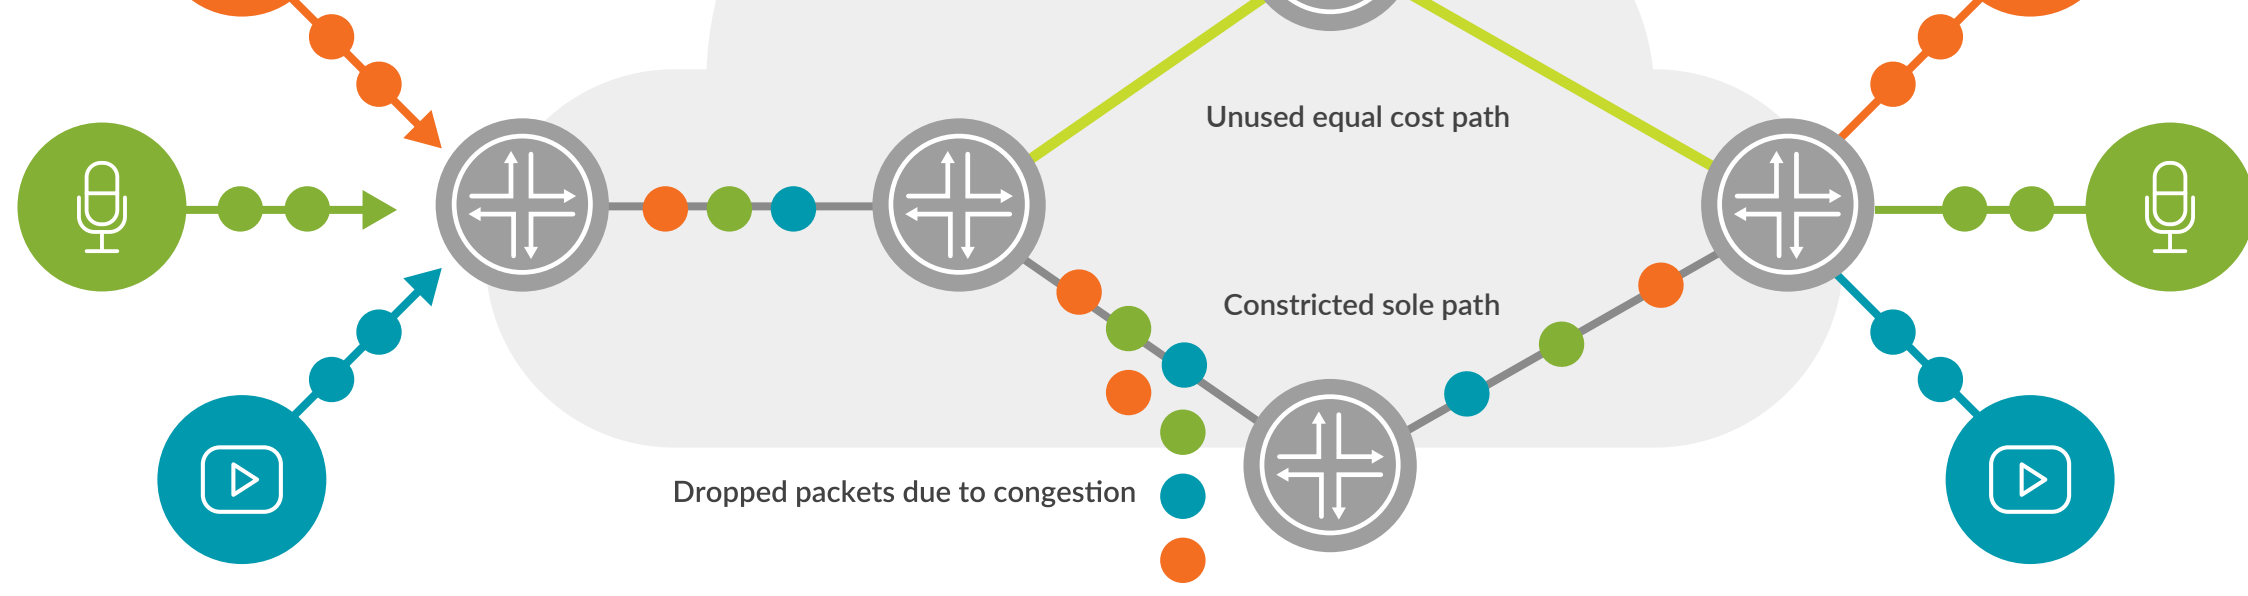 Unused equal cost path
Constricted sole path
Dropped packets due to congestion